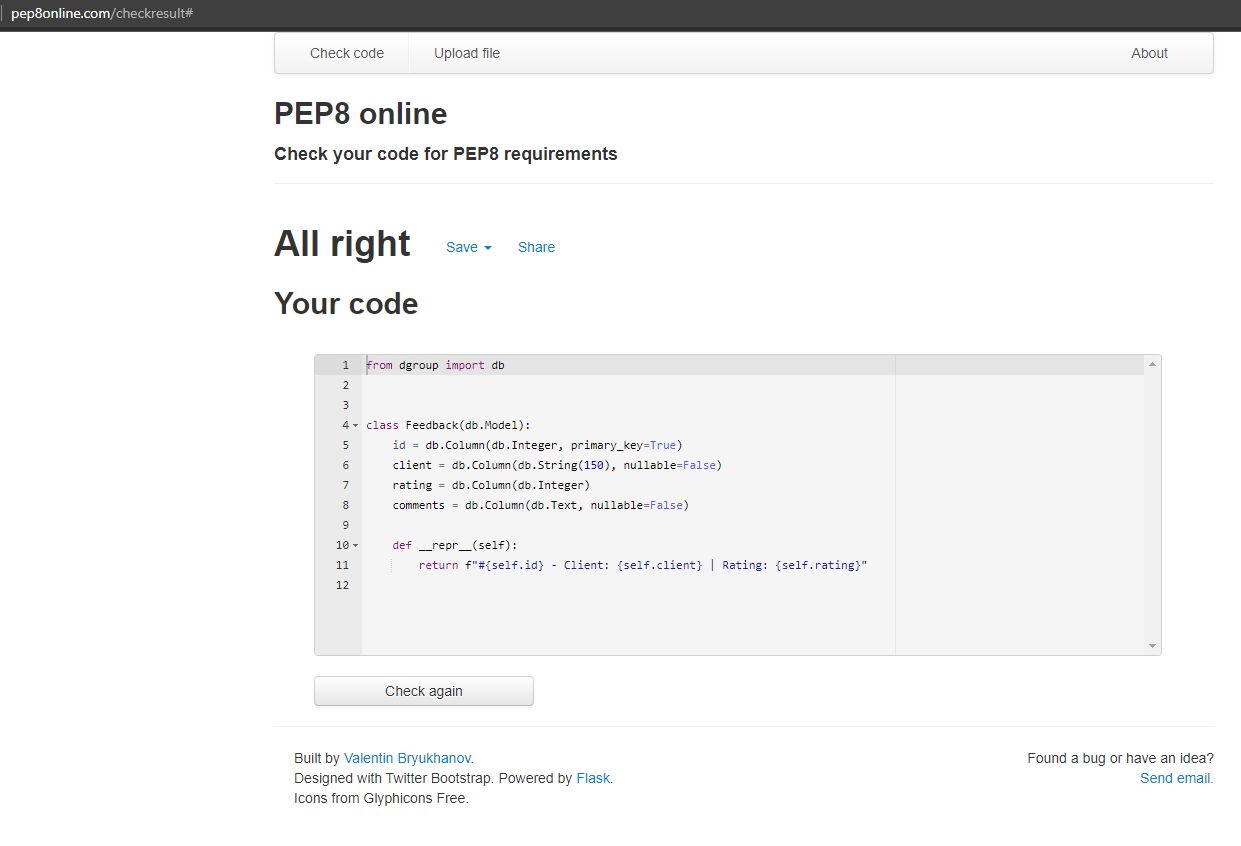 pep8online.com/checkresult#
Check code Upload file About
PEP8 online
Check your code for PEP8 requirements
All right Save Share
Your code
1 from dgroup import db
2
3
4 class Feedback(db.Model):
5 id = db.Column(db.Integer, primary_key=True)
6 client = db.Column(db.String(150), nullable=False)
7 rating = db.Column(db.Integer)
8 comments = db.Column(db.Text, nullable=False)
9
10 def __repr__(self):
11 return f"#{self.id} - Client: {self.client} | Rating: {self.rating}"
12
Check again
Built by Valentin Bryukhanov. Found a bug or have an idea?
Designed with Twitter Bootstrap. Powered by Flask. Send email.
Icons from Glyphicons Free.